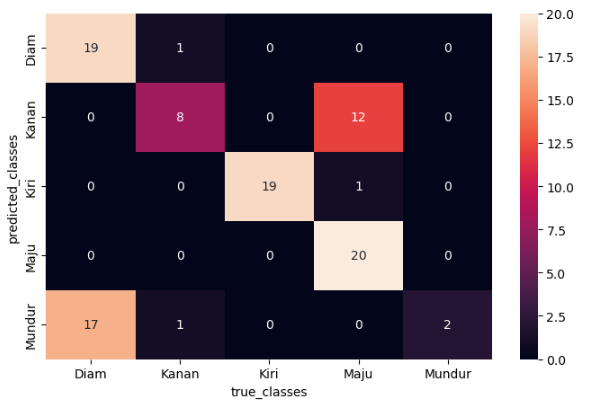 predicted_classes
Diam 19 1 0 0 0
Kanan 0 8 0 12 0
Kiri 0 0 19 1 0
Maju 0 0 0 20 0
Mundur 17 1 0 0 2
Diam Kanan Kiri Maju Mundur
true_classes
20.0
17.5
15.0
12.5
10.0
7.5
5.0
2.5
0.0